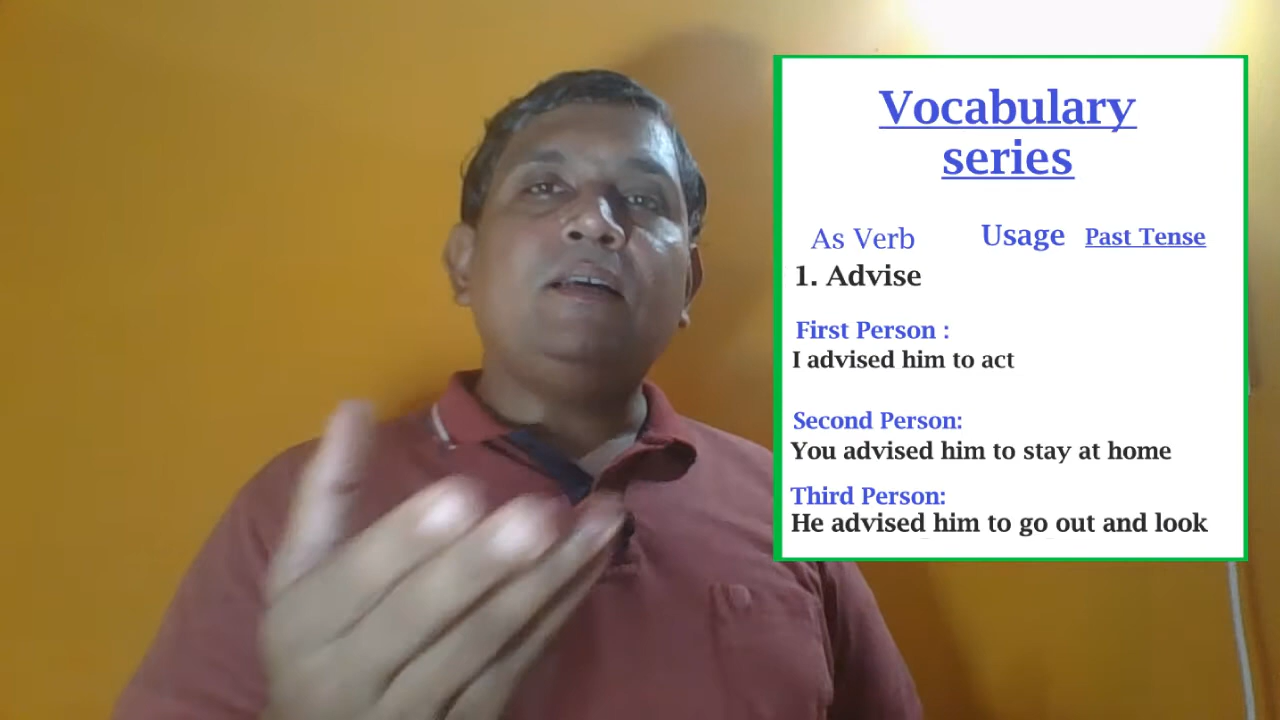 Vocabulary
series
As Verb Usage Past Tense
1. Advise
First Person :
I advised him to act
Second Person:
You advised him to stay at home
Third Person:
He advised him to go out and look